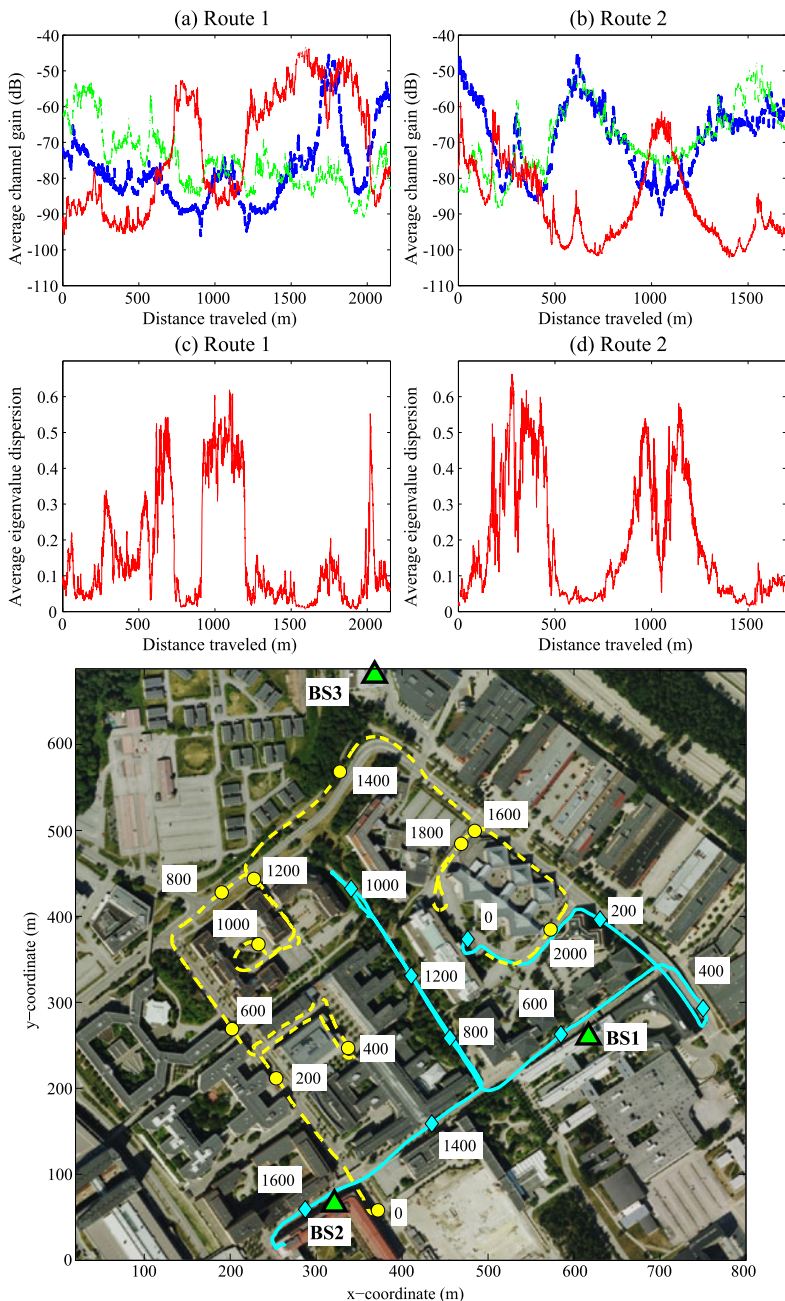 (a) Route 1
Average channel gain (dB)
-40
-50
-60
-70
-80
-90
-100
-110
0 500 1000 1500 2000
Distance traveled (m)
(b) Route 2
Average channel gain (dB)
-40
-50
-60
-70
-80
-90
-100
-110
0 500 1000 1500
Distance traveled (m)
(c) Route 1
Average eigenvalue dispersion
0.6
0.5
0.4
0.3
0.2
0.1
0
0 500 1000 1500 2000
Distance traveled (m)
(d) Route 2
Average eigenvalue dispersion
0.6
0.5
0.4
0.3
0.2
0.1
0
0 500 1000 1500
Distance traveled (m)
y−coordinate (m)
600
500
400
300
200
100
0
BS3
1400
1600
1800
800
1200
1000
1000
0
200
2000
400
1200
600
600
800
BS1
400
200
1400
1600
BS2
0
100 200 300 400 500 600 700 800
x−coordinate (m)